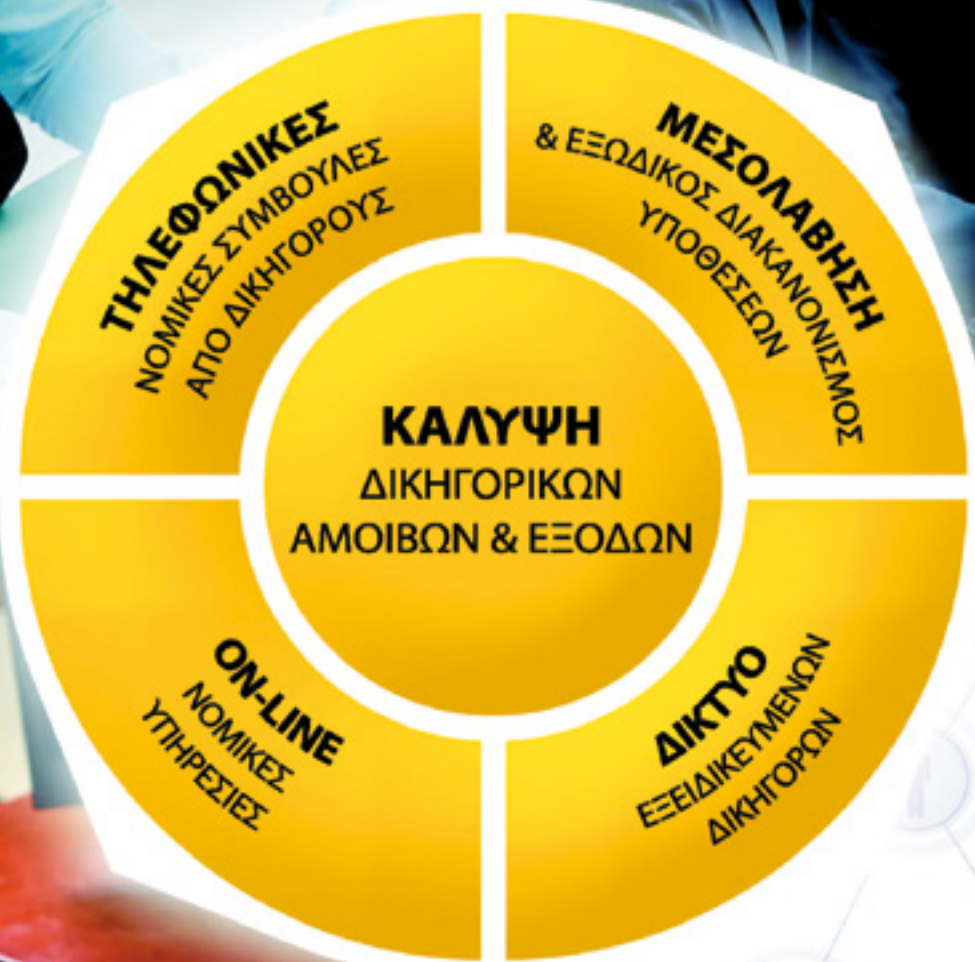 ΤΗΛΕΦΩΝΙΚΕΣ
ΝΟΜΙΚΕΣ ΣΥΜΒΟΥΛΕΣ
ΑΠΟ ΔΙΚΗΓΟΡΟΥΣ
ΜΕΣΟΛΑΒΗΣΗ
& ΕΞΩΔΙΚΟΣ ΔΙΑΚΑΝΟΝΙΣΜΟΣ
ΥΠΟΘΕΣΕΩΝ
ΚΑΛΥΨΗ
ΔΙΚΗΓΟΡΙΚΩΝ
ΑΜΟΙΒΩΝ & ΕΞΟΔΩΝ
ON-LINE
ΝΟΜΙΚΕΣ
ΥΠΗΡΕΣΙΕΣ
ΔΙΚΤΥΟ
ΕΞΕΙΔΙΚΕΥΜΕΝΩΝ
ΔΙΚΗΓΟΡΩΝ